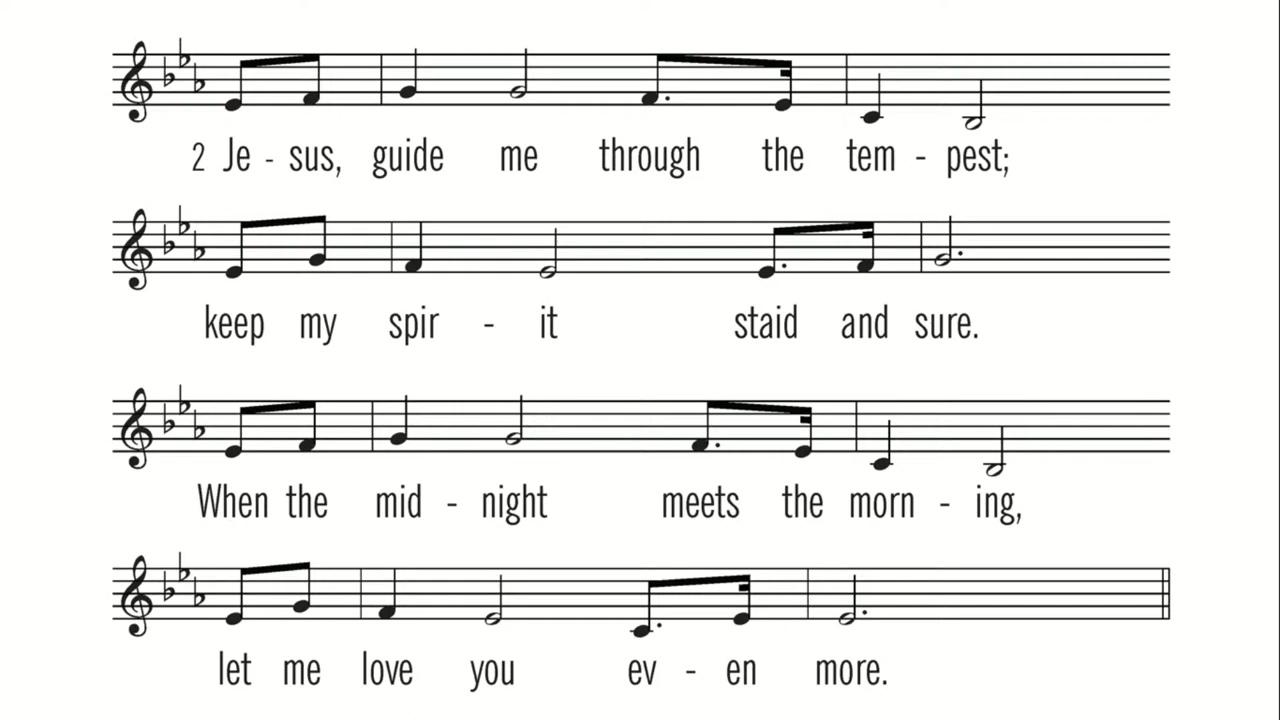 2 Je - sus, guide me through the tem - pest;
keep my spir - it staid and sure.
When the mid - night meets the morn - ing,
let me love you ev - en more.